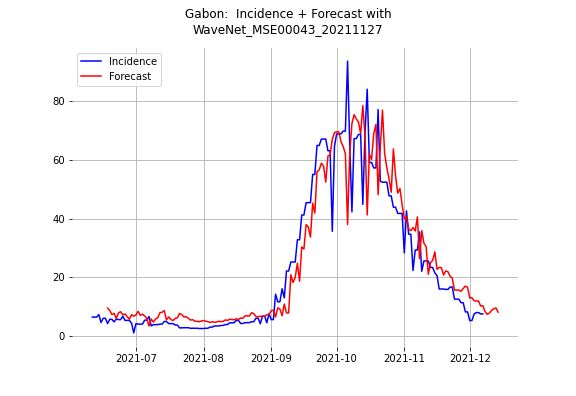 Gabon:  Incidence + Forecast with
WaveNet_MSE00043_20211127
Incidence
Forecast
80
60
40
20
0
2021-07
2021-08
2021-09
2021-10
2021-11
2021-12